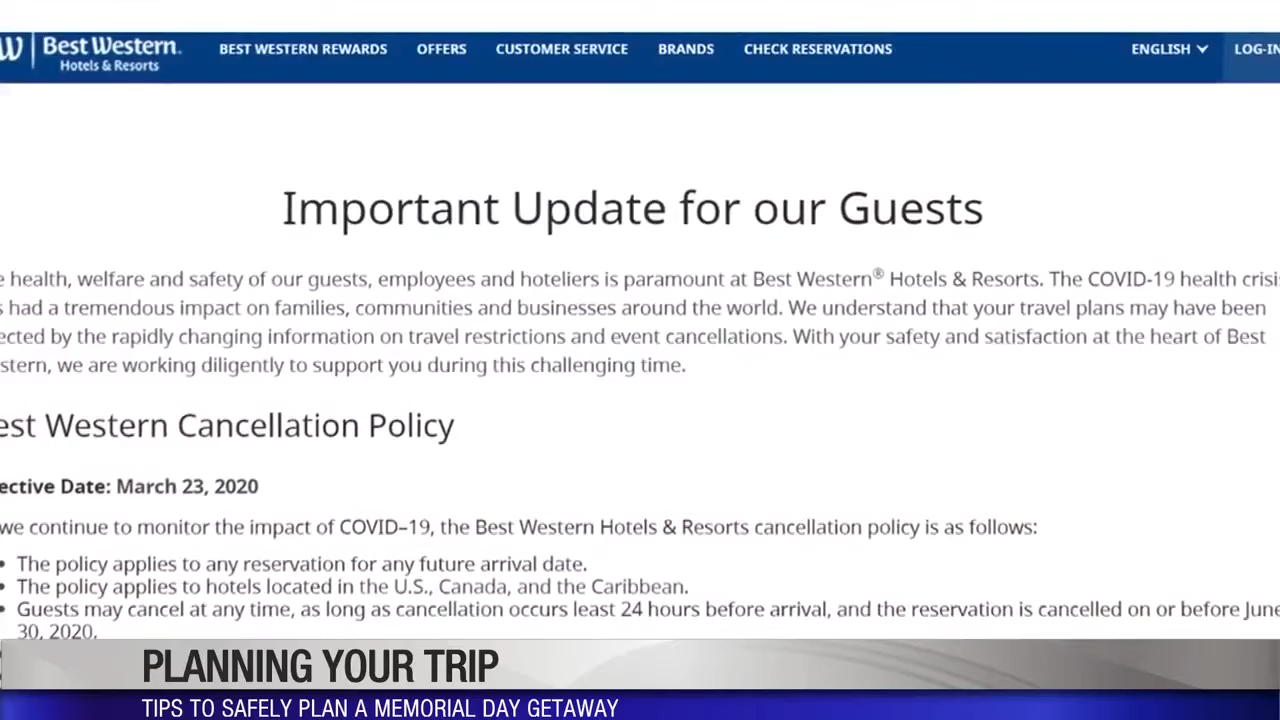 W Best Western. BEST WESTERN REWARDS OFFERS CUSTOMER SERVICE BRANDS CHECK RESERVATIONS ENGLISH LOG-IN
Hotels & Resorts
Important Update for our Guests
e health, welfare and safety of our guests, employees and hoteliers is paramount at Best Western® Hotels & Resorts. The COVID-19 health crisis
s had a tremendous impact on families, communities and businesses around the world. We understand that your travel plans may have been
ected by the rapidly changing information on travel restrictions and event cancellations. With your safety and satisfaction at the heart of Best
stern, we are working diligently to support you during this challenging time.
est Western Cancellation Policy
ective Date: March 23, 2020
we continue to monitor the impact of COVID–19, the Best Western Hotels & Resorts cancellation policy is as follows:
• The policy applies to any reservation for any future arrival date.
• The policy applies to hotels located in the U.S., Canada, and the Caribbean.
• Guests may cancel at any time, as long as cancellation occurs least 24 hours before arrival, and the reservation is cancelled on or before June
30, 2020.
PLANNING YOUR TRIP
TIPS TO SAFELY PLAN A MEMORIAL DAY GETAWAY